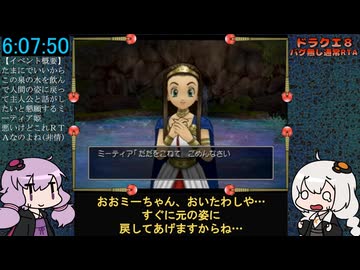 6:07:50
ドラクエ8
バグ無し通常RTA
【イベント概要】
たまにでいいから
この泉の水を飲ん
で人間の姿に戻っ
て主人公と話がし
たいと懇願するミ
ーティア姫。
悪いけどこれRT
Aなのよね(非情)
ミーティア「だだをこねて ごめんなさい
おおミーちゃん、おいたわしや…
すぐに元の姿に
戻してあげますからね…